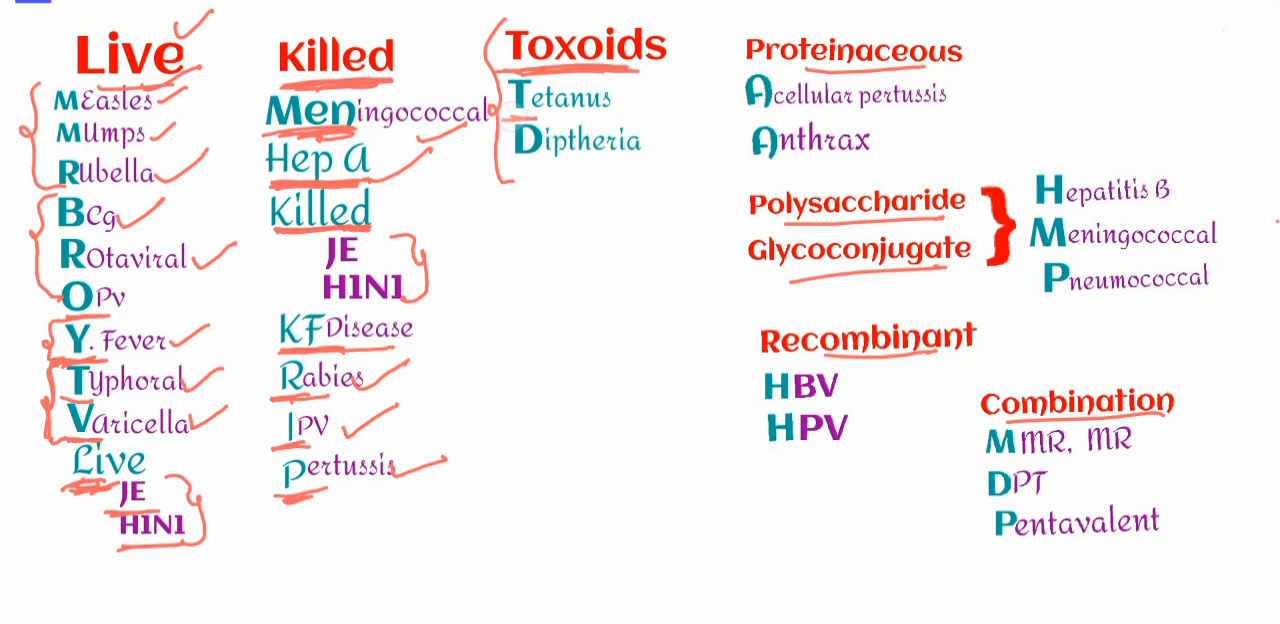 Live
MEasles
MUmps
RUbella
BCg
ROtaviral
OPv
Y. Fever
Typhoral
Varicella
Live
JE
H1N1
Killed
Meningococcal
Hep A
Killed
JE
H1N1
KFDisease
Rabies
IPV
Pertussis
Toxoids
Tetanus
Diptheria
Proteinaceous
Acellular pertussis
Anthrax
Polysaccharide
Glycoconjugate
Hepatitis B
Meningococcal
Pneumococcal
Recombinant
HBV
HPV
Combination
MMR, MR
DPT
Pentavalent